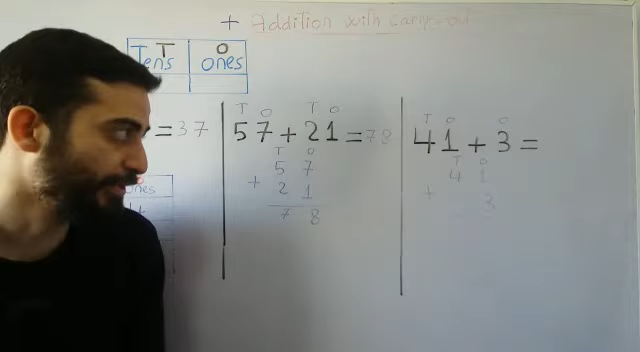 + Addition with carry-out
T O
Tens ones
= 37
ones
T O T O
57 + 21 = 78
T O
5 7
+ 2 1
7 8
T O O
41 + 3 =
T O
4 1
+ 3